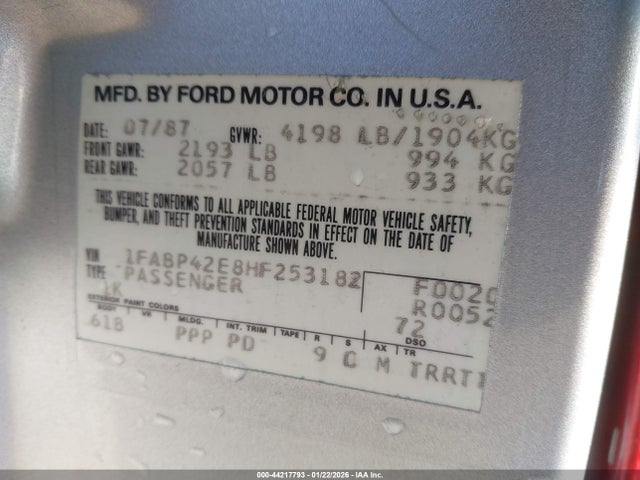 MFD. BY FORD MOTOR CO. IN U.S.A.
DATE: 07/87 GVWR: 4198 LB/1904KG
FRONT GAWR: 2193 LB 994 KG
REAR GAWR: 2057 LB 933 KG
THIS VEHICLE CONFORMS TO ALL APPLICABLE FEDERAL MOTOR VEHICLE SAFETY,
BUMPER, AND THEFT PREVENTION STANDARDS IN EFFECT ON THE DATE OF
MANUFACTURE SHOWN ABOVE.
VIN 1FABP42E8HF253182 F0020
TYPE PASSENGER R0052
1K 72
EXTERIOR PAINT COLORS DSO
BODY VR MLDG. INT. TRIM TAPE R S AX TR
61B PPP PD 9 C M TRRT1
000-44217793 - 01/22/2026 - IAA Inc.